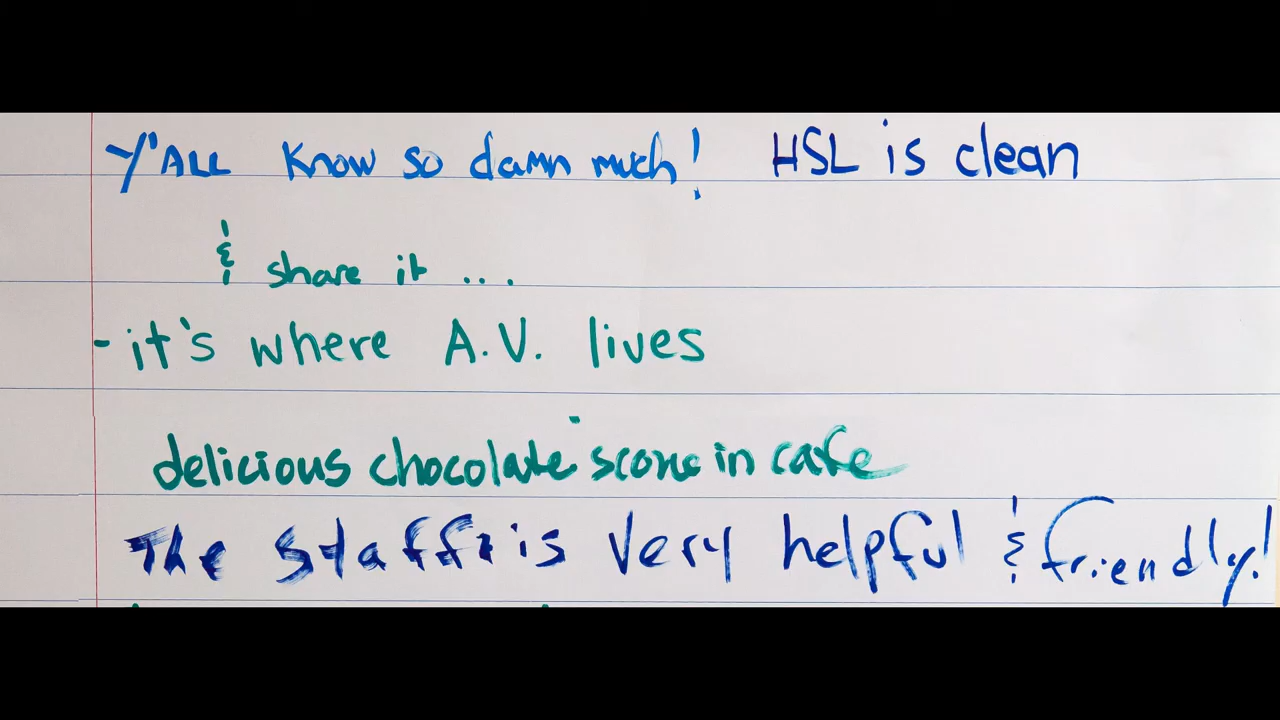 Y'ALL know so damn much! HSL is clean
& share it ...
- it's where A.V. lives
delicious chocolate scone in cafe
The staff is very helpful & friendly!